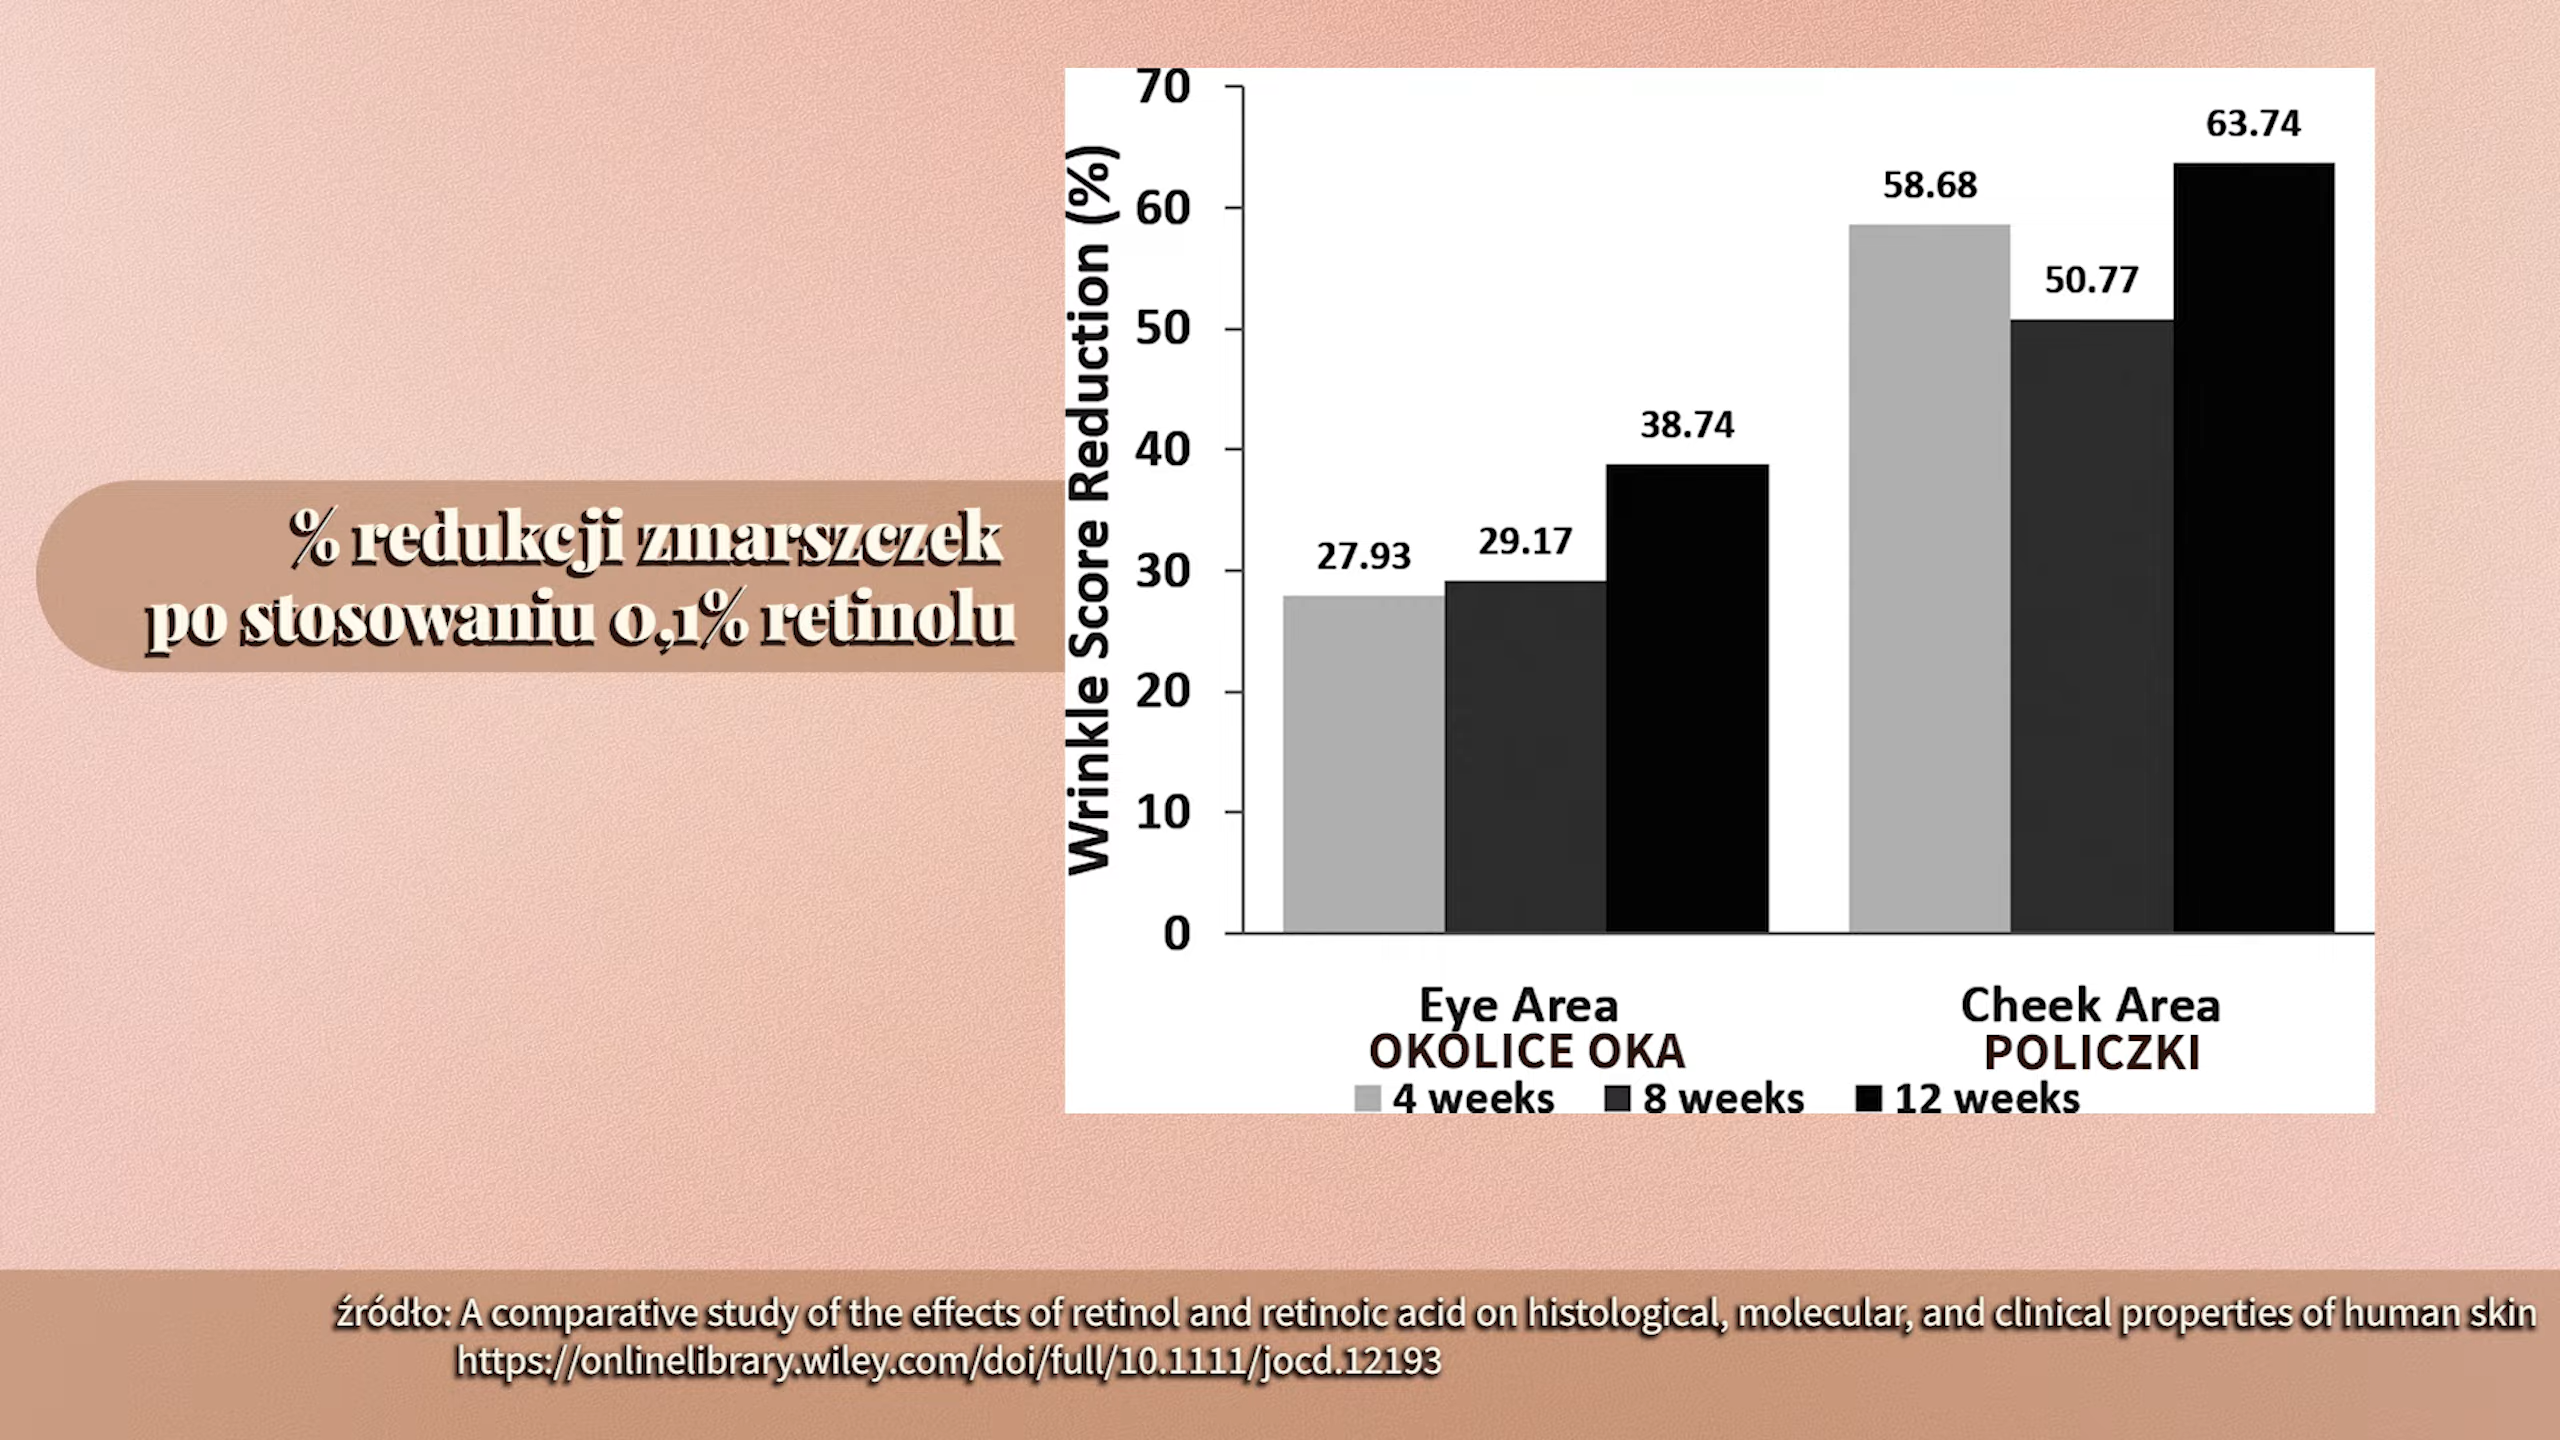 % redukcji zmarszczek
po stosowaniu 0,1% retinolu
Wrinkle Score Reduction (%)
70
60
50
40
30
20
10
0
27.93
29.17
38.74
58.68
50.77
63.74
Eye Area
OKOLICE OKA
Cheek Area
POLICZKI
4 weeks 8 weeks 12 weeks
źródło: A comparative study of the effects of retinol and retinoic acid on histological, molecular, and clinical properties of human skin
https://onlinelibrary.wiley.com/doi/full/10.1111/jocd.12193